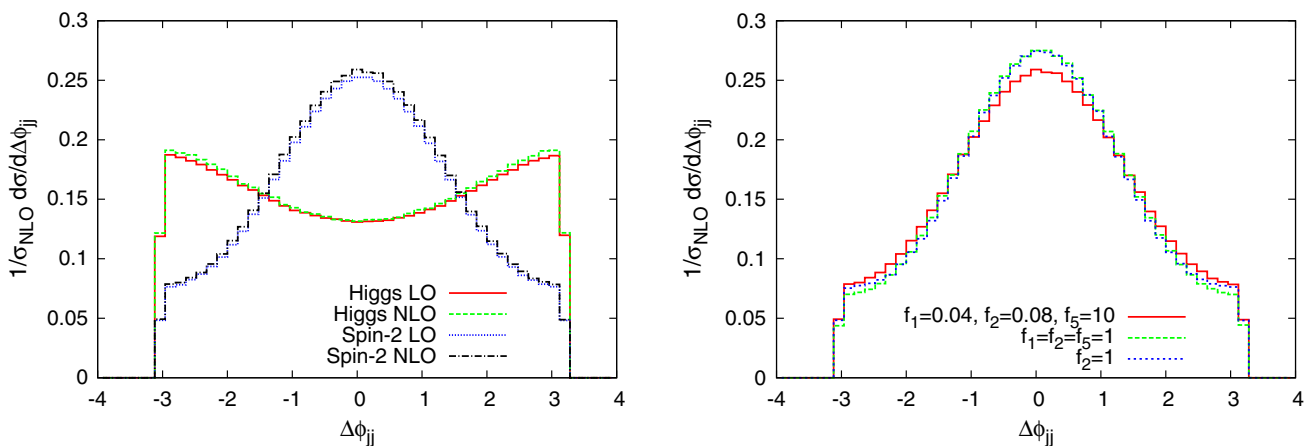 1/σNLO dσ/dΔϕjj
0.3
0.25
0.2
0.15
0.1
0.05
0
-4 -3 -2 -1 0 1 2 3 4
Δϕjj
Higgs LO
Higgs NLO
Spin-2 LO
Spin-2 NLO
1/σNLO dσ/dΔϕjj
0.3
0.25
0.2
0.15
0.1
0.05
0
-4 -3 -2 -1 0 1 2 3 4
Δϕjj
f1=0.04, f2=0.08, f5=10
f1=f2=f5=1
f2=1